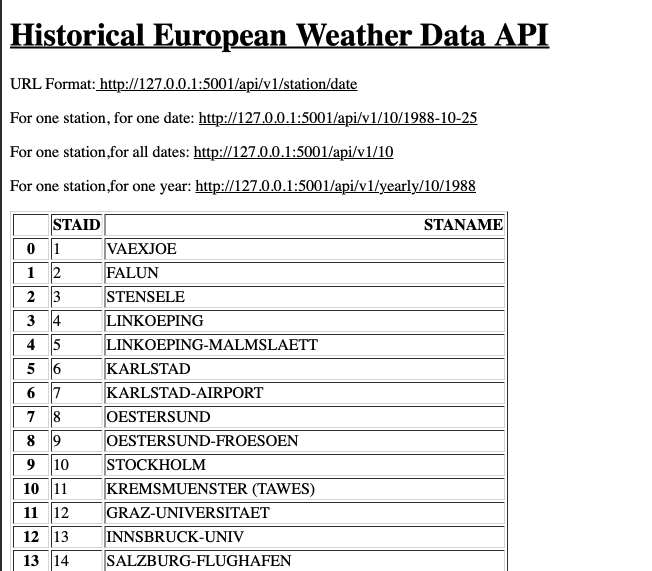 Historical European Weather Data API
URL Format: http://127.0.0.1:5001/api/v1/station/date
For one station, for one date: http://127.0.0.1:5001/api/v1/10/1988-10-25
For one station,for all dates: http://127.0.0.1:5001/api/v1/10
For one station,for one year: http://127.0.0.1:5001/api/v1/yearly/10/1988
STAID STANAME
0 1 VAEXJOE
1 2 FALUN
2 3 STENSELE
3 4 LINKOEPING
4 5 LINKOEPING-MALMSLAETT
5 6 KARLSTAD
6 7 KARLSTAD-AIRPORT
7 8 OESTERSUND
8 9 OESTERSUND-FROESOEN
9 10 STOCKHOLM
10 11 KREMSMUENSTER (TAWES)
11 12 GRAZ-UNIVERSITAET
12 13 INNSBRUCK-UNIV
13 14 SALZBURG-FLUGHAFEN